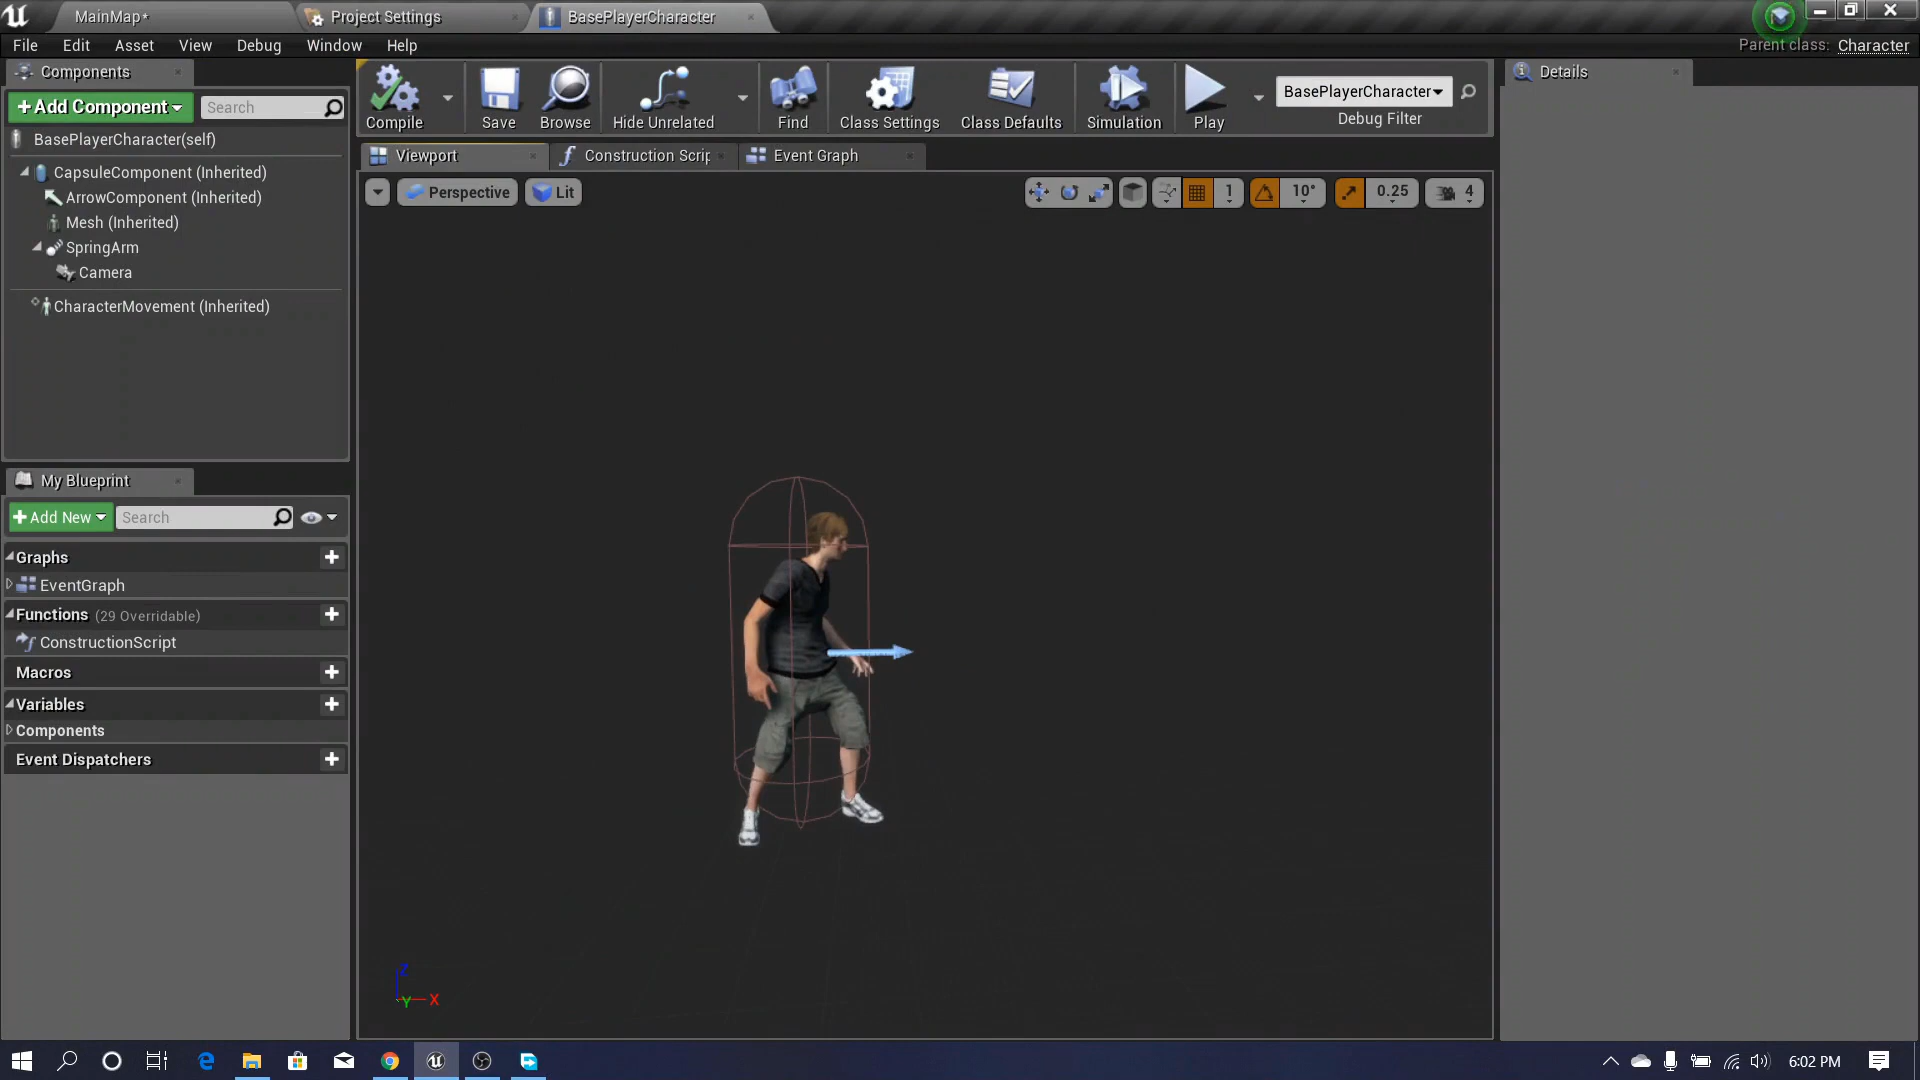 MainMap*
Project Settings
BasePlayerCharacter
File Edit Asset View Debug Window Help
Parent class: Character
Components
+Add Component
Search
BasePlayerCharacter(self)
CapsuleComponent (Inherited)
ArrowComponent (Inherited)
Mesh (Inherited)
SpringArm
Camera
CharacterMovement (Inherited)
Compile
Save
Browse
Hide Unrelated
Find
Class Settings
Class Defaults
Simulation
Play
BasePlayerCharacter
Debug Filter
Details
Viewport
Construction Scrip
Event Graph
Perspective
Lit
1
10°
0.25
4
My Blueprint
+Add New
Search
Graphs
EventGraph
Functions (29 Overridable)
ConstructionScript
Macros
Variables
Components
Event Dispatchers
Z
Y
X
6:02 PM